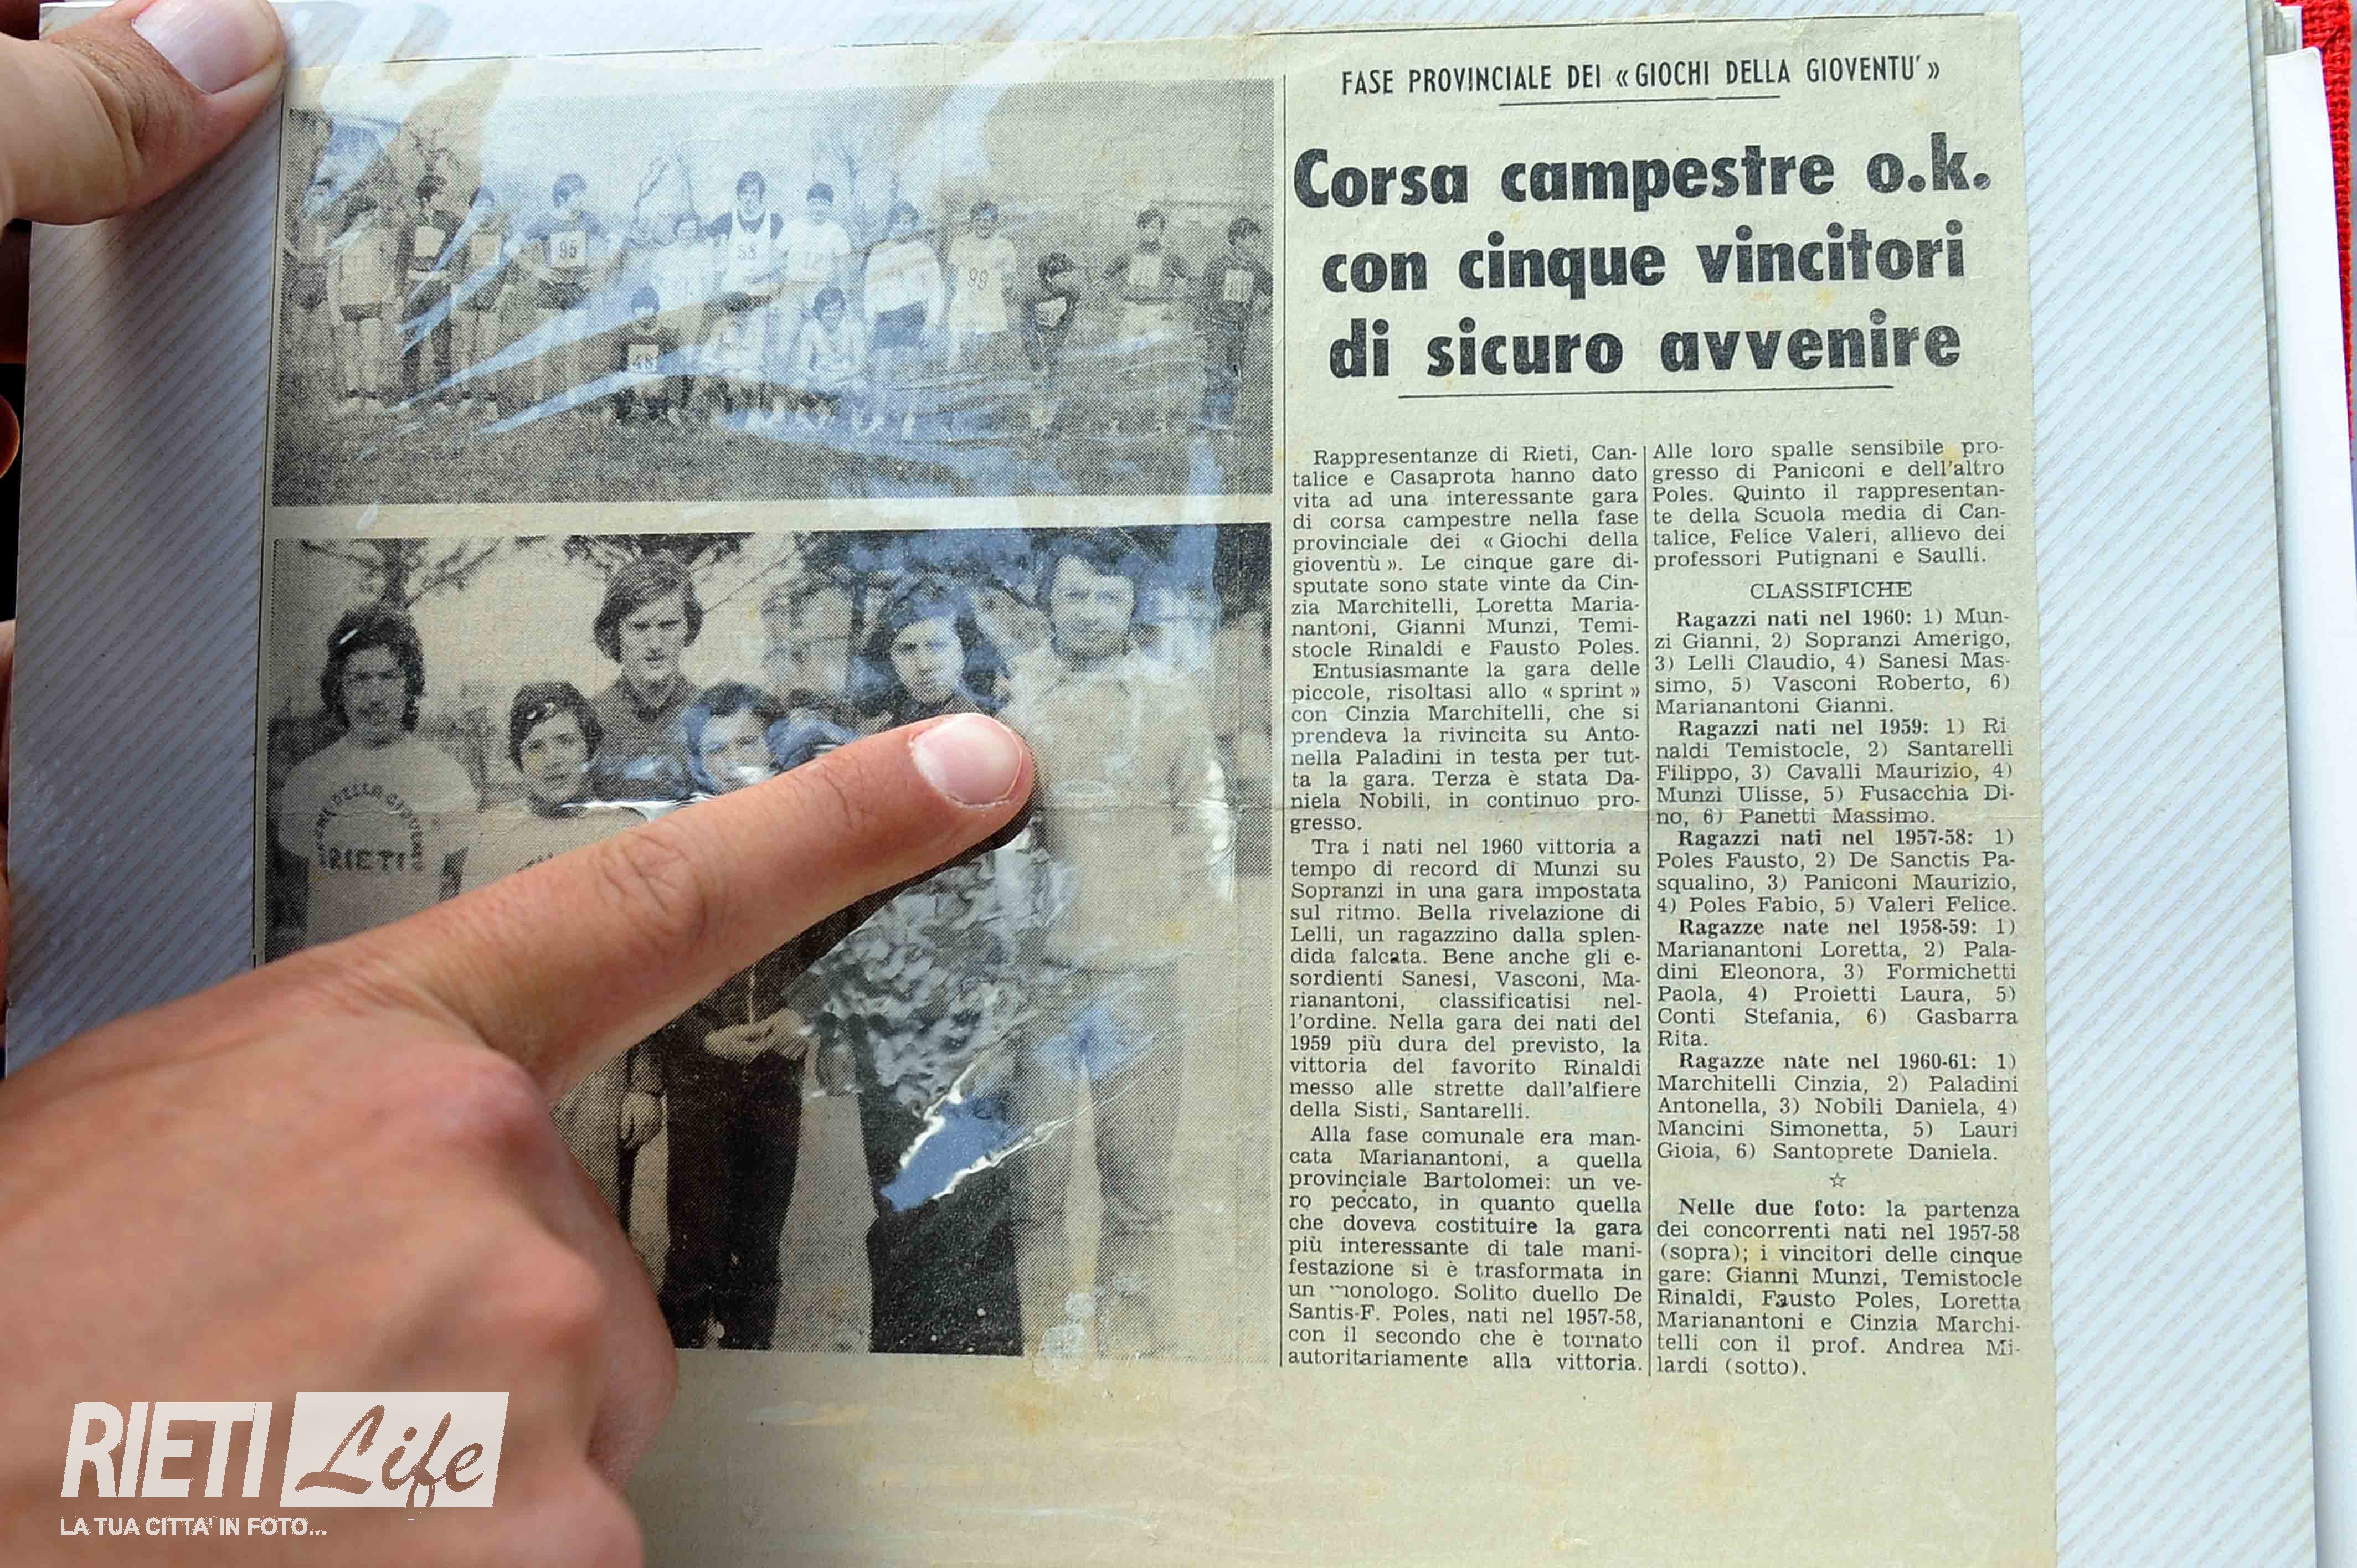 FASE PROVINCIALE DEI « GIOCHI DELLA GIOVENTU' »
Corsa campestre o.k.
con cinque vincitori
di sicuro avvenire
Rappresentanze di Rieti, Can-
talice e Casaprota hanno dato
vita ad una interessante gara
di corsa campestre nella fase
provinciale dei « Giochi della
gioventù ». Le cinque gare di-
sputate sono state vinte da Cin-
zia Marchitelli, Loretta Maria-
nantoni, Gianni Munzi, Temi-
stocle Rinaldi e Fausto Poles.
Entusiasmante la gara delle
piccole, risoltasi allo « sprint »
con Cinzia Marchitelli, che si
prendeva la rivincita su Anto-
nella Paladini in testa per tut-
ta la gara. Terza è stata Da-
niela Nobili, in continuo pro-
gresso.
Tra i nati nel 1960 vittoria a
tempo di record di Munzi su
Sopranzi in una gara impostata
sul ritmo. Bella rivelazione di
Lelli, un ragazzino dalla splen-
dida falcata. Bene anche gli e-
sordienti Sanesi, Vasconi, Ma-
rianantoni, classificatisi nel-
l'ordine. Nella gara dei nati del
1959 più dura del previsto, la
vittoria del favorito Rinaldi
messo alle strette dall'alfiere
della Sisti, Santarelli.
Alla fase comunale era man-
cata Marianantoni, a quella
provinciale Bartolomei: un ve-
ro peccato, in quanto quella
che doveva costituire la gara
più interessante di tale mani-
festazione si è trasformata in
un monologo. Solito duello De
Santis-F. Poles, nati nel 1957-58,
con il secondo che è tornato
autoritariamente alla vittoria.
Alle loro spalle sensibile pro-
gresso di Paniconi e dell'altro
Poles. Quinto il rappresentan-
te della Scuola media di Can-
talice, Felice Valeri, allievo dei
professori Putignani e Saulli.
CLASSIFICHE
Ragazzi nati nel 1960: 1) Mun-
zi Gianni, 2) Sopranzi Amerigo,
3) Lelli Claudio, 4) Sanesi Mas-
simo, 5) Vasconi Roberto, 6)
Marianantoni Gianni.
Ragazzi nati nel 1959: 1) Ri
naldi Temistocle, 2) Santarelli
Filippo, 3) Cavalli Maurizio, 4)
Munzi Ulisse, 5) Fusacchia Di-
no, 6) Panetti Massimo.
Ragazzi nati nel 1957-58: 1)
Poles Fausto, 2) De Sanctis Pa-
squalino, 3) Paniconi Maurizio,
4) Poles Fabio, 5) Valeri Felice.
Ragazze nate nel 1958-59: 1)
Marianantoni Loretta, 2) Pala-
dini Eleonora, 3) Formichetti
Paola, 4) Proietti Laura, 5)
Conti Stefania, 6) Gasbarra
Rita.
Ragazze nate nel 1960-61: 1)
Marchitelli Cinzia, 2) Paladini
Antonella, 3) Nobili Daniela, 4)
Mancini Simonetta, 5) Lauri
Gioia, 6) Santoprete Daniela.
Nelle due foto: la partenza
dei concorrenti nati nel 1957-58
(sopra); i vincitori delle cinque
gare: Gianni Munzi, Temistocle
Rinaldi, Fausto Poles, Loretta
Marianantoni e Cinzia Marchi-
telli con il prof. Andrea Mi-
lardi (sotto).
95
99
48
RIETI
RIETI Life
LA TUA CITTA' IN FOTO...